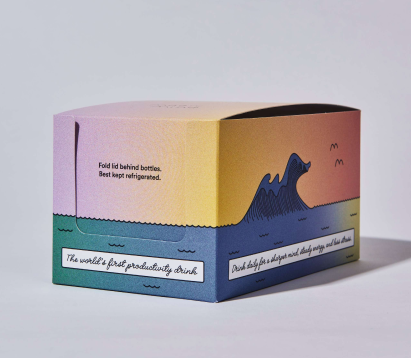 Fold lid behind bottles.
Best kept refrigerated.
The world's first productivity drink
Drink daily for a sharper mind, steady energy, and less stress.